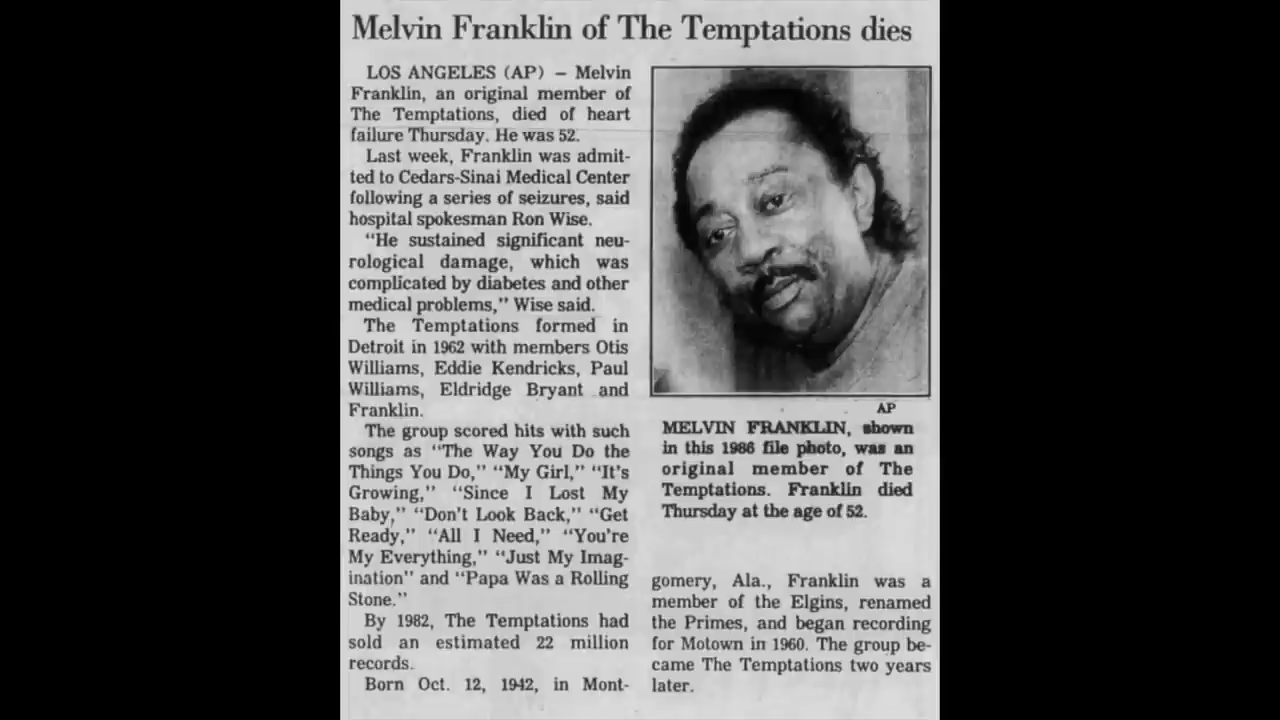 Melvin Franklin of The Temptations dies
LOS ANGELES (AP) — Melvin
Franklin, an original member of
The Temptations, died of heart
failure Thursday. He was 52.
Last week, Franklin was admit-
ted to Cedars-Sinai Medical Center
following a series of seizures, said
hospital spokesman Ron Wise.
"He sustained significant neu-
rological damage, which was
complicated by diabetes and other
medical problems," Wise said.
The Temptations formed in
Detroit in 1962 with members Otis
Williams, Eddie Kendricks, Paul
Williams, Eldridge Bryant and
Franklin.
The group scored hits with such
songs as "The Way You Do the
Things You Do," "My Girl," "It's
Growing," "Since I Lost My
Baby," "Don't Look Back," "Get
Ready," "All I Need," "You're
My Everything," "Just My Imag-
ination" and "Papa Was a Rolling
Stone."
By 1982, The Temptations had
sold an estimated 22 million
records.
Born Oct. 12, 1942, in Mont-
AP
MELVIN FRANKLIN, shown
in this 1986 file photo, was an
original member of The
Temptations. Franklin died
Thursday at the age of 52.
gomery, Ala., Franklin was a
member of the Elgins, renamed
the Primes, and began recording
for Motown in 1960. The group be-
came The Temptations two years
later.